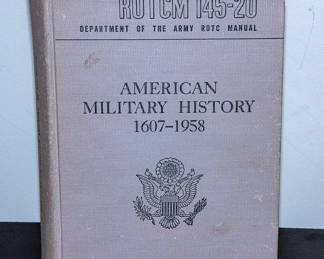 ROTCM 145-20
DEPARTMENT OF THE ARMY ROTC MANUAL
AMERICAN
MILITARY HISTORY
1607-1958